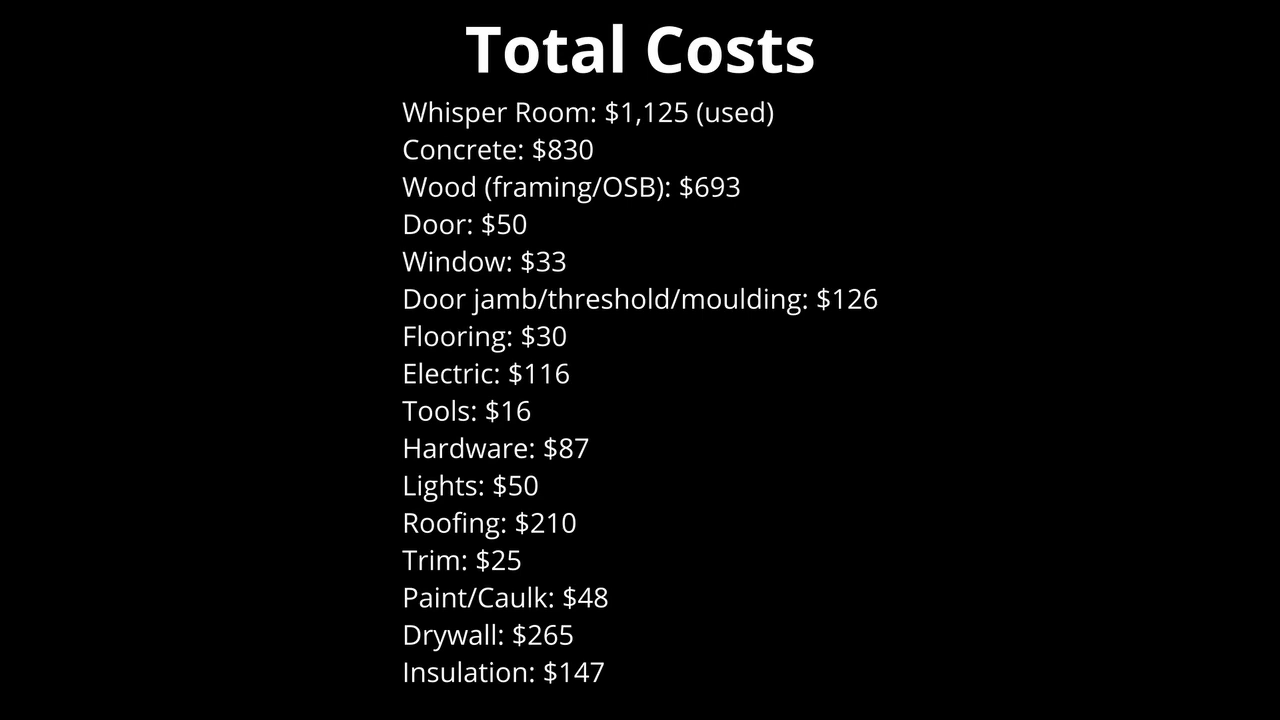 Total Costs
Whisper Room: $1,125 (used)
Concrete: $830
Wood (framing/OSB): $693
Door: $50
Window: $33
Door jamb/threshold/moulding: $126
Flooring: $30
Electric: $116
Tools: $16
Hardware: $87
Lights: $50
Roofing: $210
Trim: $25
Paint/Caulk: $48
Drywall: $265
Insulation: $147